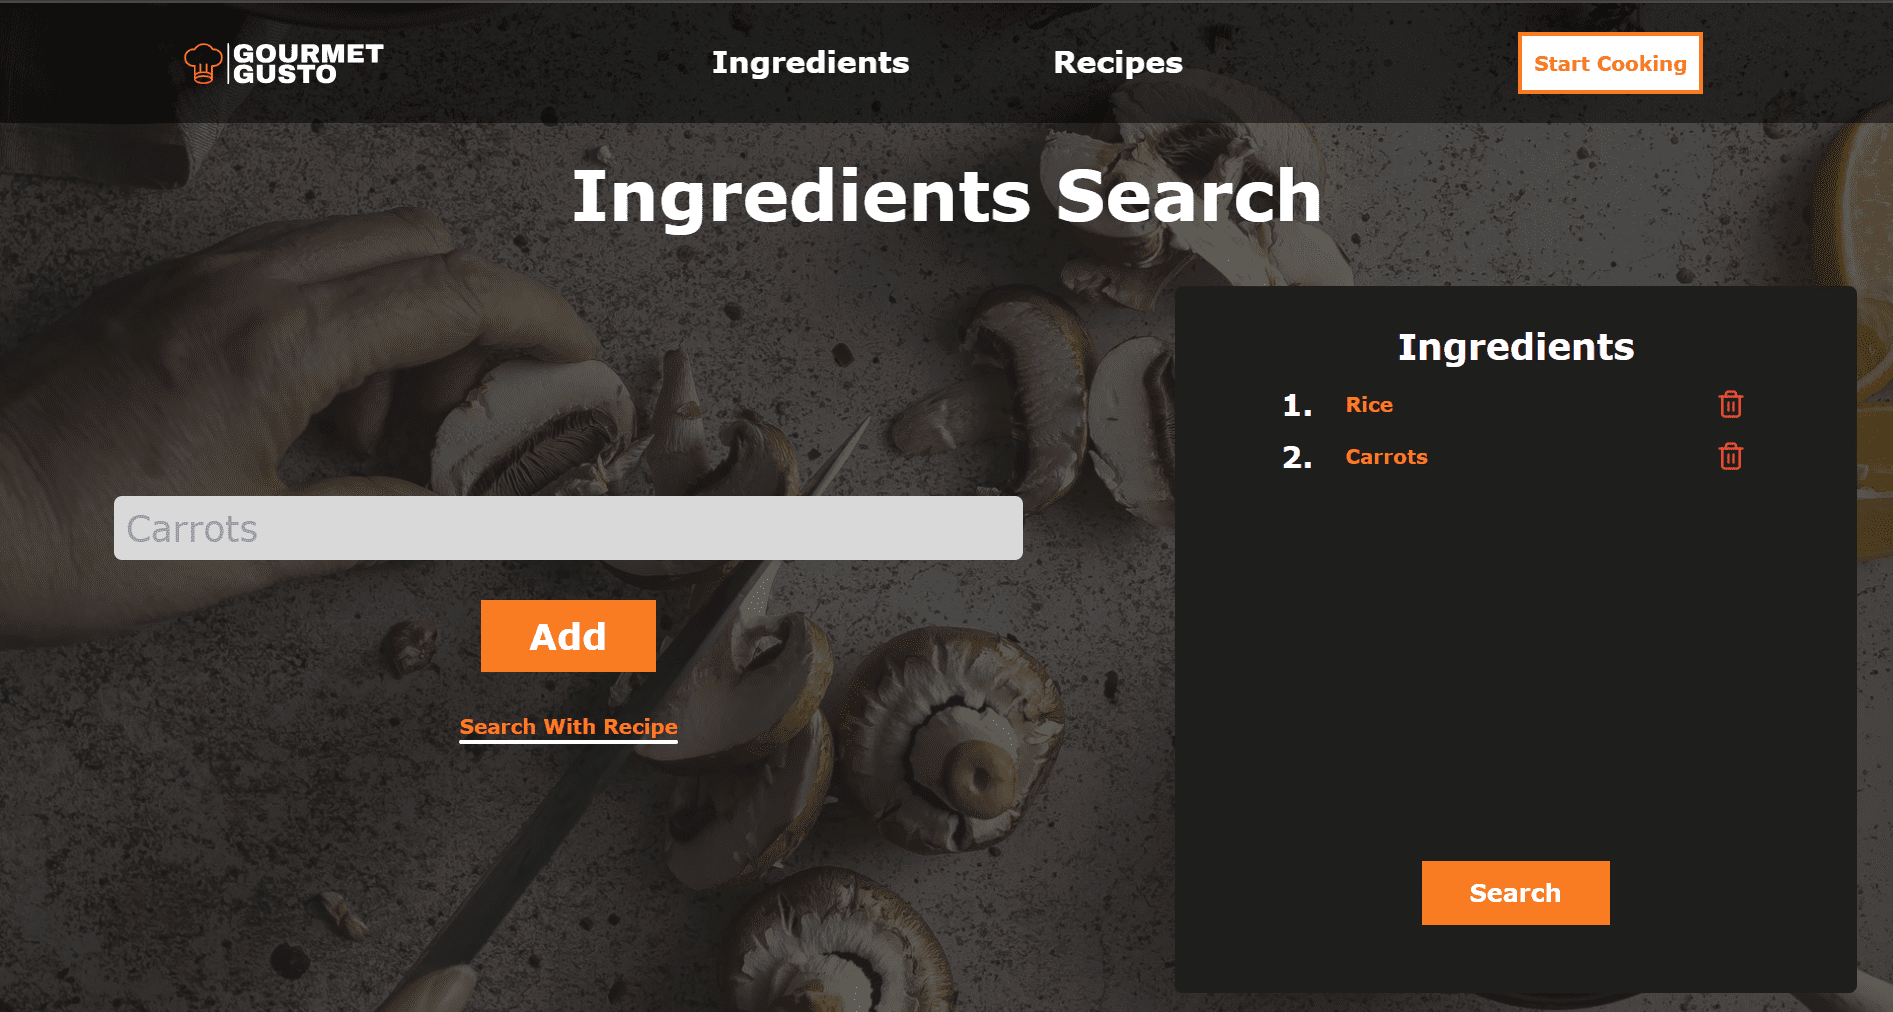 GOURMET
GUSTO
Ingredients
Recipes
Start Cooking
Ingredients Search
Carrots
Add
Search With Recipe
Ingredients
1. Rice
2. Carrots
Search